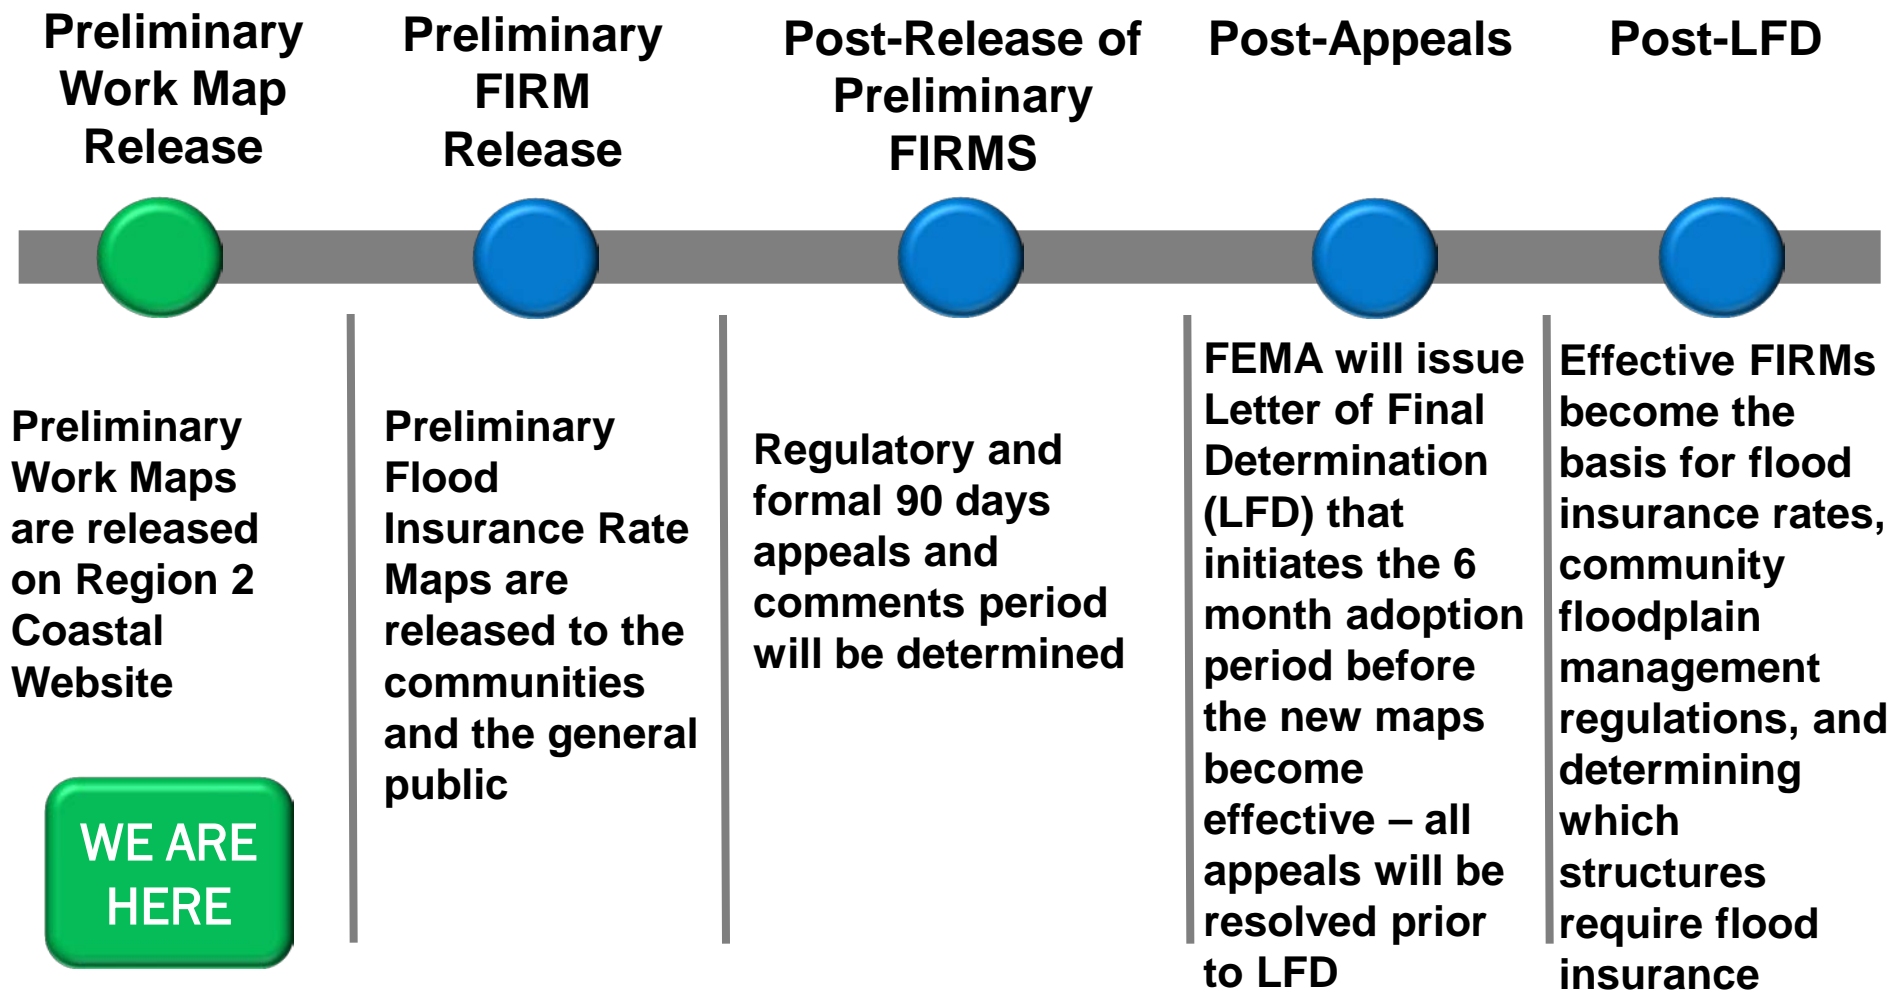 Preliminary
Work Map
Release
Preliminary
FIRM
Release
Post-Release of
Preliminary
FIRMS
Post-Appeals
Post-LFD
Preliminary
Work Maps
are released
on Region 2
Coastal
Website
WE ARE
HERE
Preliminary
Flood
Insurance Rate
Maps are
released to the
communities
and the general
public
Regulatory and
formal 90 days
appeals and
comments period
will be determined
FEMA will issue
Letter of Final
Determination
(LFD) that
initiates the 6
month adoption
period before
the new maps
become
effective – all
appeals will be
resolved prior
to LFD
Effective FIRMs
become the
basis for flood
insurance rates,
community
floodplain
management
regulations, and
determining
which
structures
require flood
insurance